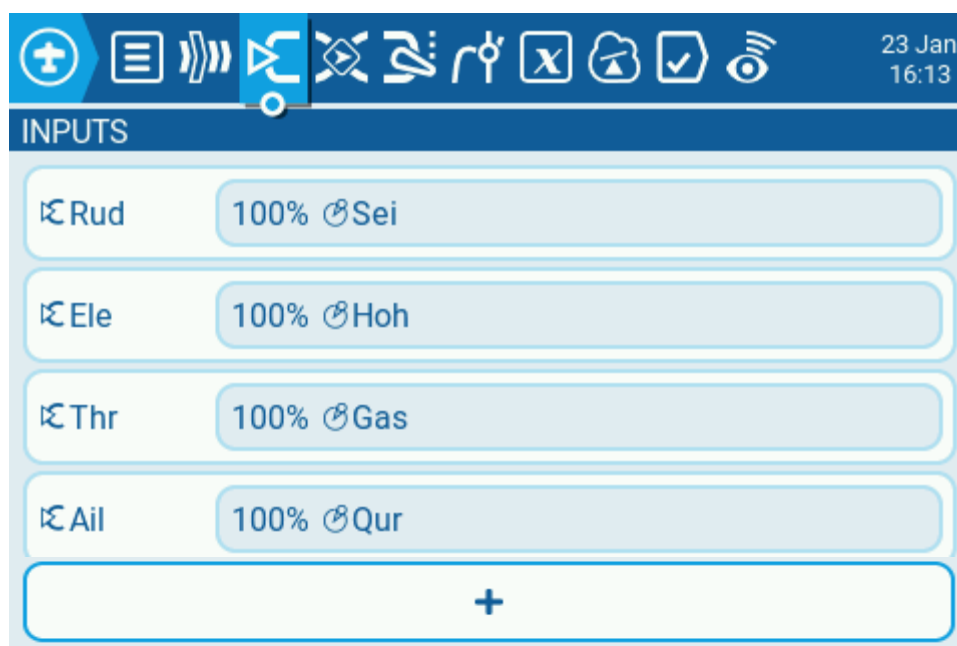 23 Jan
16:13
INPUTS
Rud 100% Sei
Ele 100% Hoh
Thr 100% Gas
Ail 100% Qur
+